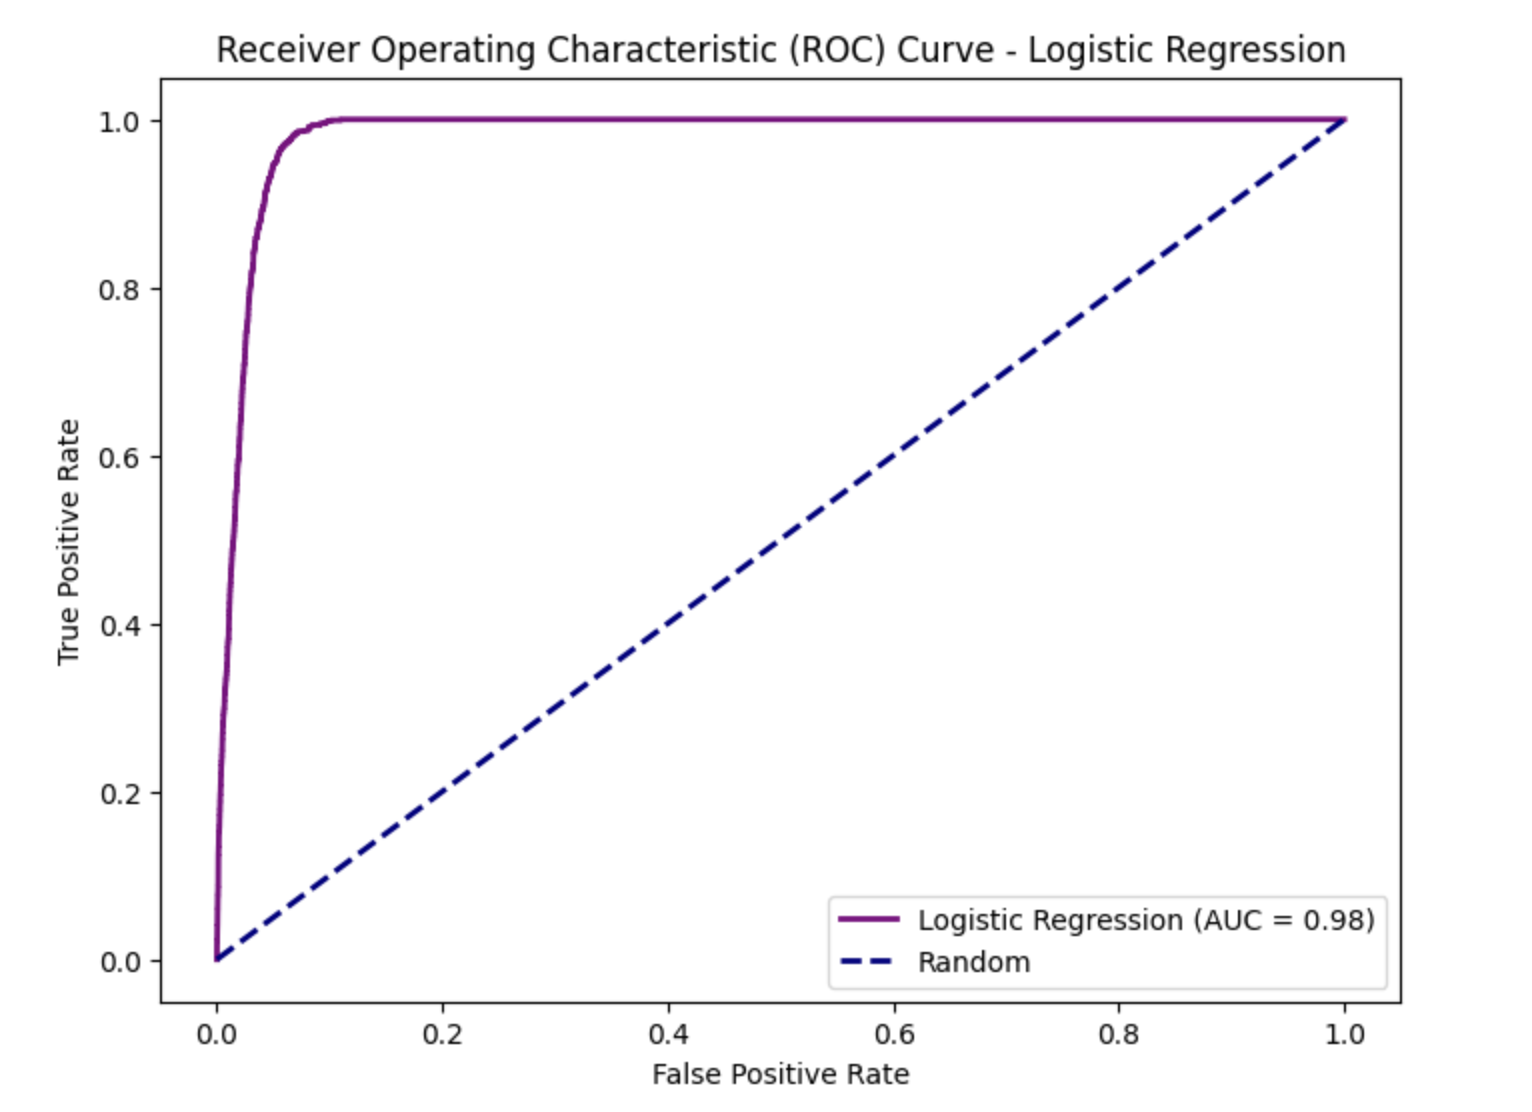 Receiver Operating Characteristic (ROC) Curve - Logistic Regression
1.0
0.8
0.6
0.4
0.2
0.0
True Positive Rate
Logistic Regression (AUC = 0.98)
Random
0.0 0.2 0.4 0.6 0.8 1.0
False Positive Rate